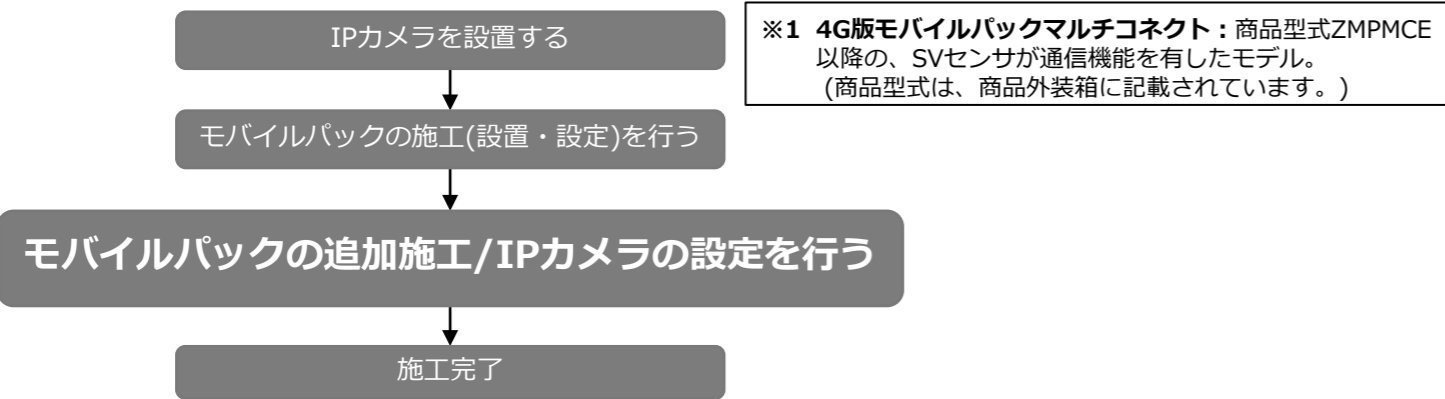 IPカメラを設置する
モバイルパックの施工(設置・設定)を行う
モバイルパックの追加施工/IPカメラの設定を行う
施工完了
※1 4G版モバイルパックマルチコネクト：商品型式ZMPMCE
以降の、SVセンサが通信機能を有したモデル。
(商品型式は、商品外装箱に記載されています。)